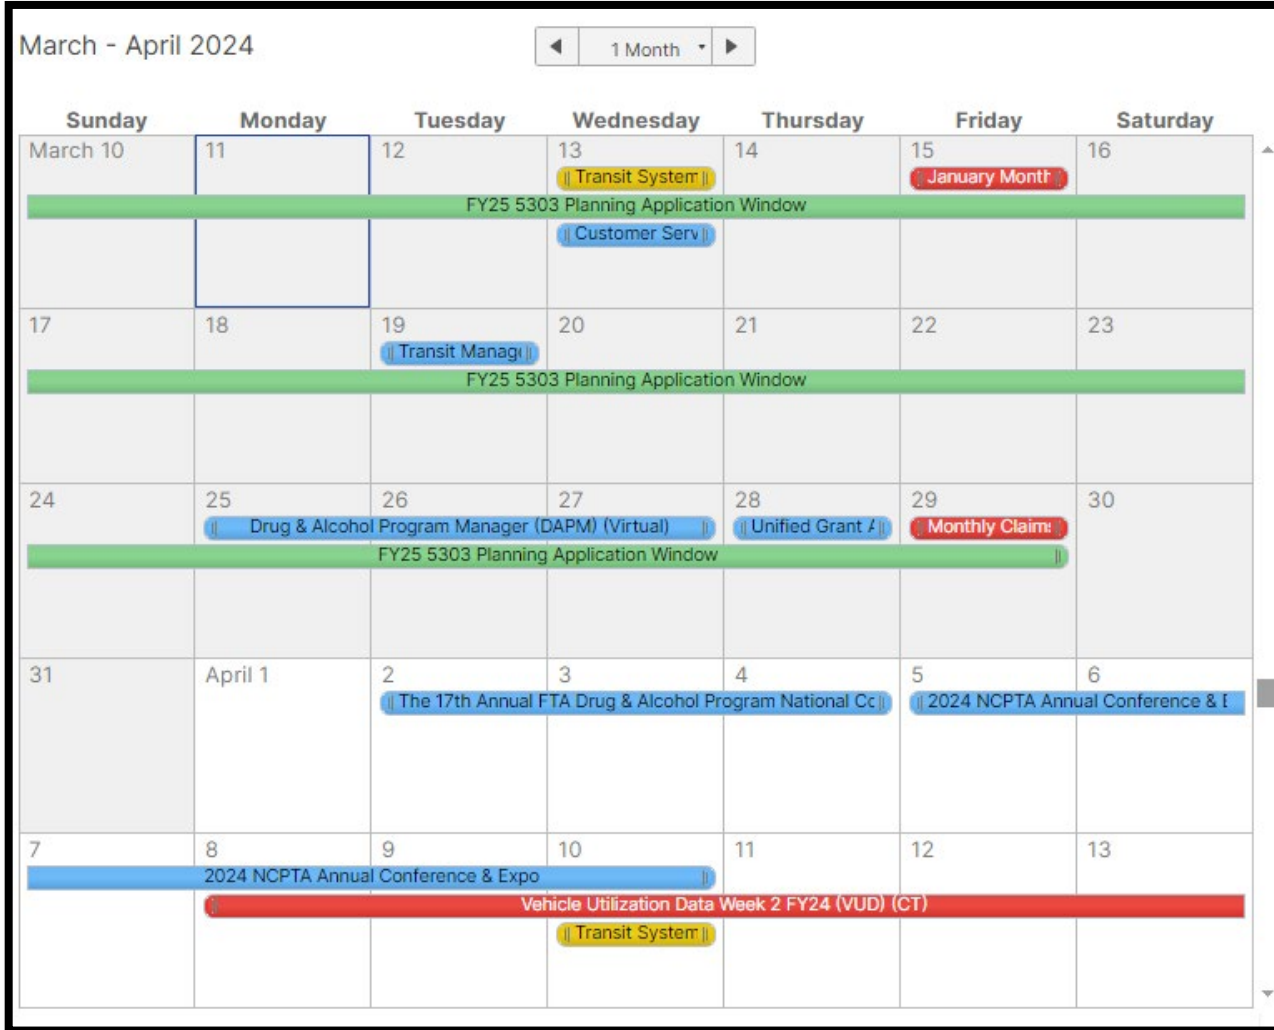 March - April 2024
1 Month
Sunday Monday Tuesday Wednesday Thursday Friday Saturday
March 10 11 12 13 14 15 16
Transit System January Month
FY25 5303 Planning Application Window
Customer Serv
17 18 19 20 21 22 23
Transit Manag
FY25 5303 Planning Application Window
24 25 26 27 28 29 30
Drug & Alcohol Program Manager (DAPM) (Virtual) Unified Grant Monthly Claim
FY25 5303 Planning Application Window
31 April 1 2 3 4 5 6
The 17th Annual FTA Drug & Alcohol Program National 2024 NCPTA Annual Conference &
7 8 9 10 11 12 13
2024 NCPTA Annual Conference & Expo
Vehicle Utilization Data Week 2 FY24 (VUD) (CT)
Transit System